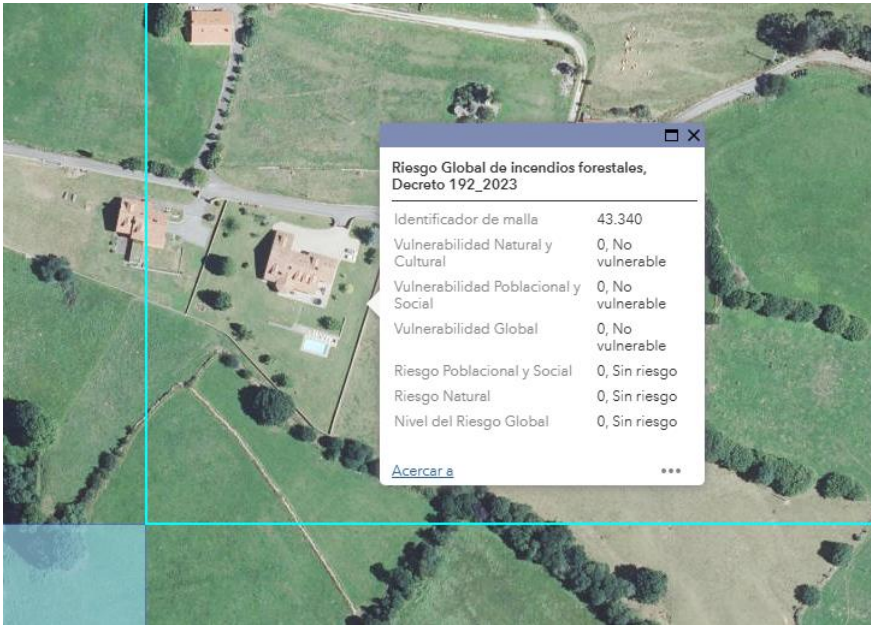 Riesgo Global de incendios forestales,
Decreto 192_2023
Identificador de malla 43.340
Vulnerabilidad Natural y 0, No
Cultural vulnerable
Vulnerabilidad Poblacional y 0, No
Social vulnerable
Vulnerabilidad Global 0, No
vulnerable
Riesgo Poblacional y Social 0, Sin riesgo
Riesgo Natural 0, Sin riesgo
Nivel del Riesgo Global 0, Sin riesgo
Acercar a